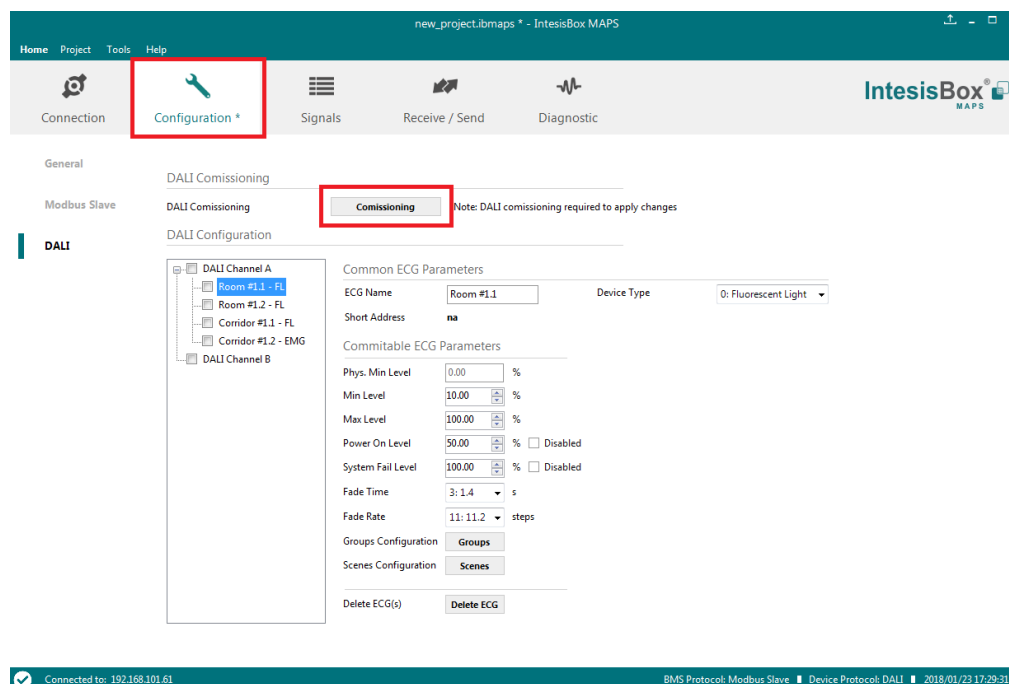 new_project.ibmaps * - IntesisBox MAPS
Home Project Tools Help
Connection
Configuration *
Signals
Receive / Send
Diagnostic
IntesisBox®
MAPS
General
Modbus Slave
DALI
DALI Comissioning
DALI Comissioning Comissioning Note: DALI comissioning required to apply changes
DALI Configuration
DALI Channel A
Room #1.1 - FL
Room #1.2 - FL
Corridor #1.1 - FL
Corridor #1.2 - EMG
DALI Channel B
Common ECG Parameters
ECG Name Room #1.1 Device Type 0: Fluorescent Light
Short Address na
Commitable ECG Parameters
Phys. Min Level 0.00 %
Min Level 10.00 %
Max Level 100.00 %
Power On Level 50.00 % Disabled
System Fail Level 100.00 % Disabled
Fade Time 3: 1.4 s
Fade Rate 11: 11.2 steps
Groups Configuration Groups
Scenes Configuration Scenes
Delete ECG(s) Delete ECG
Connected to: 192.168.101.61 BMS Protocol: Modbus Slave Device Protocol: DALI 2018/01/23 17:29:31